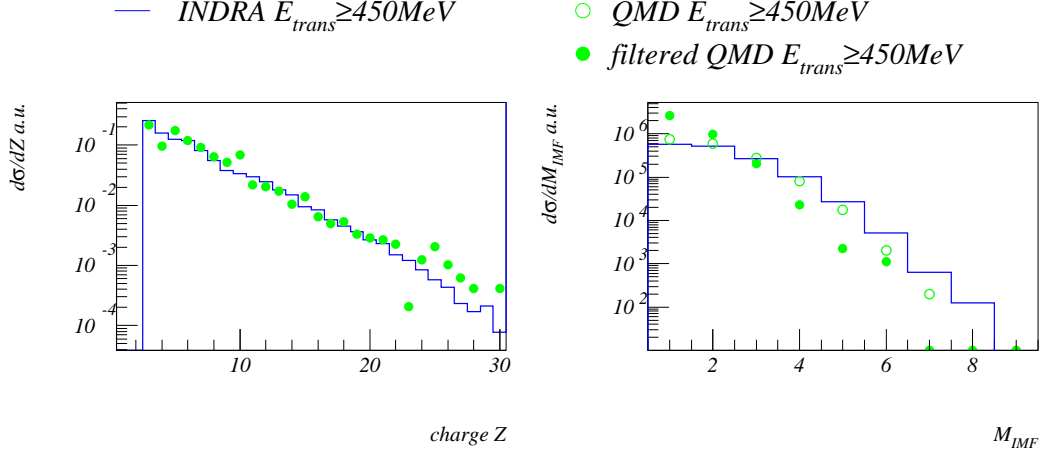 INDRA E_trans≥450MeV
QMD E_trans≥450MeV
filtered QMD E_trans≥450MeV
dσ/dZ a.u.
10 -1
10 -2
10 -3
10 -4
10
20
30
charge Z
dσ/dM_IMF a.u.
10 6
10 5
10 4
10 3
10 2
2
4
6
8
M_IMF